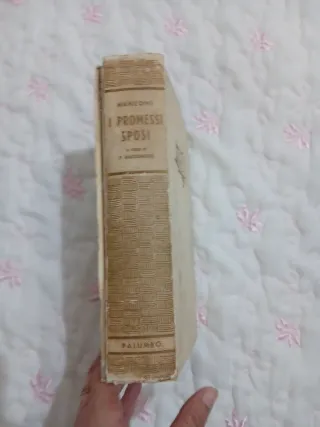 MANZONI
I PROMESSI
SPOSI
PALUMBO